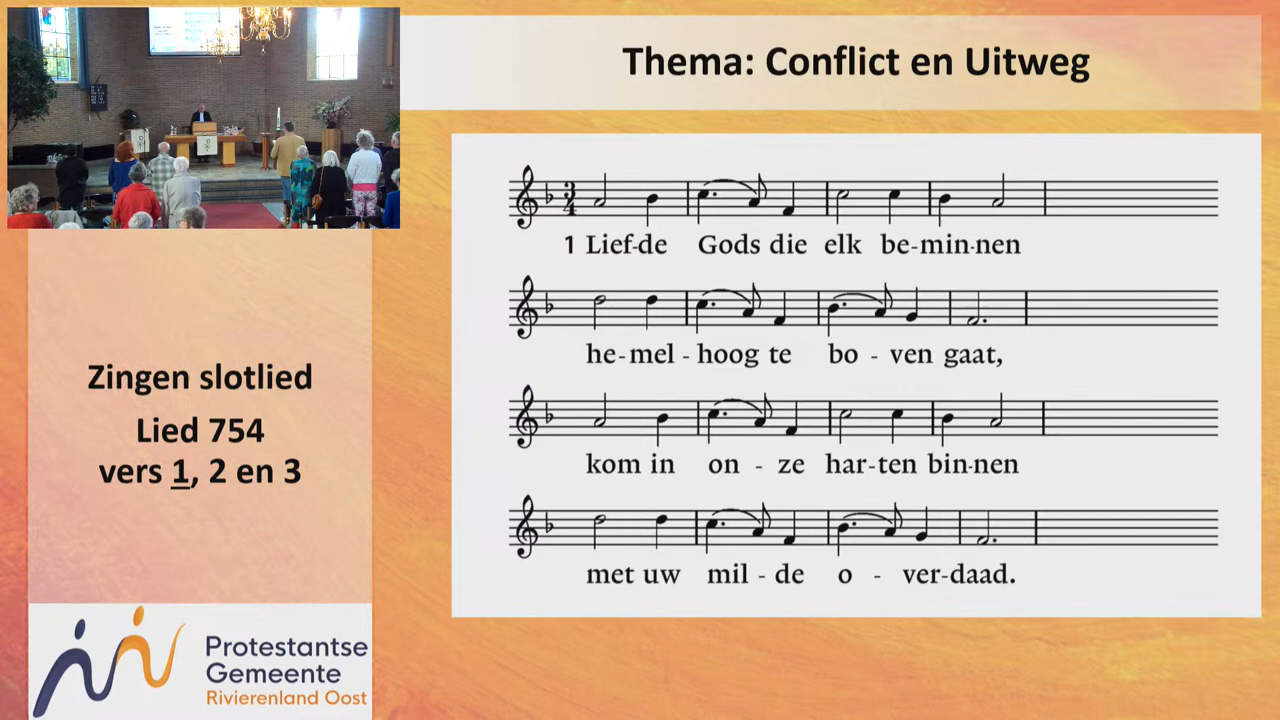 Thema: Conflict en Uitweg
1 Lief-de Gods die elk be-min-nen
he-mel-hoog te bo-ven gaat,
kom in on-ze har-ten bin-nen
met uw mil-de o-ver-daad.
Zingen slotlied
Lied 754
vers 1, 2 en 3
Protestantse
Gemeente
Rivierenland Oost